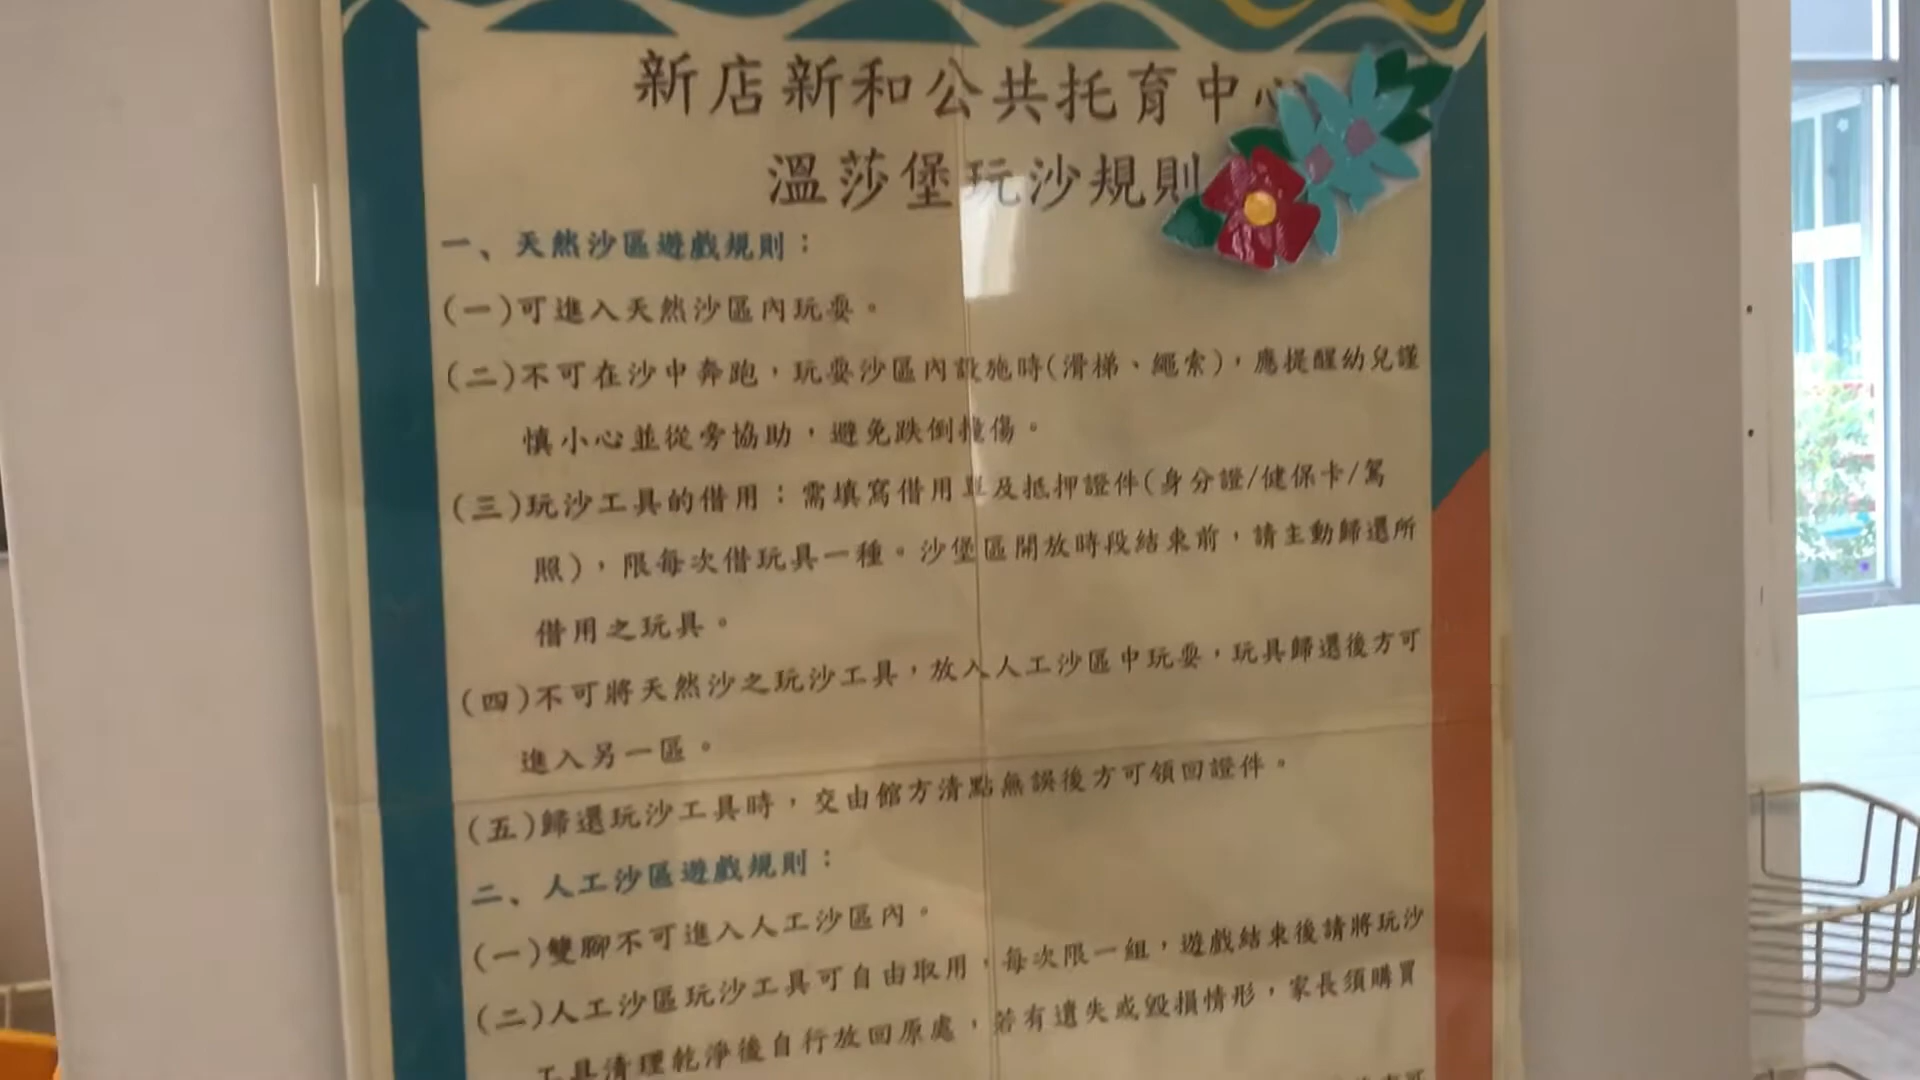 新店新和公共托育中心
溫莎堡玩沙規則
一、天然沙區遊戲規則：
(一)可進入天然沙區內玩耍。
(二)不可在沙中奔跑，玩耍沙區內設施時(滑梯、繩索)，應提醒幼兒謹
慎小心並從旁協助，避免跌倒撞傷。
(三)玩沙工具的借用：需填寫借用單及抵押證件(身分證/健保卡/駕
照)，限每次借玩具一種。沙堡區開放時段結束前，請主動歸還所
借用之玩具。
(四)不可將天然沙之玩沙工具，放入人工沙區中玩耍，玩具歸還後方可
進入另一區。
(五)歸還玩沙工具時，交由館方清點無誤後方可領回證件。
二、人工沙區遊戲規則：
(一)雙腳不可進入人工沙區內。
(二)人工沙區玩沙工具可自由取用，每次限一組，遊戲結束後請將玩沙
工具清理乾淨後自行放回原處，若有遺失或毀損情形，家長須購買